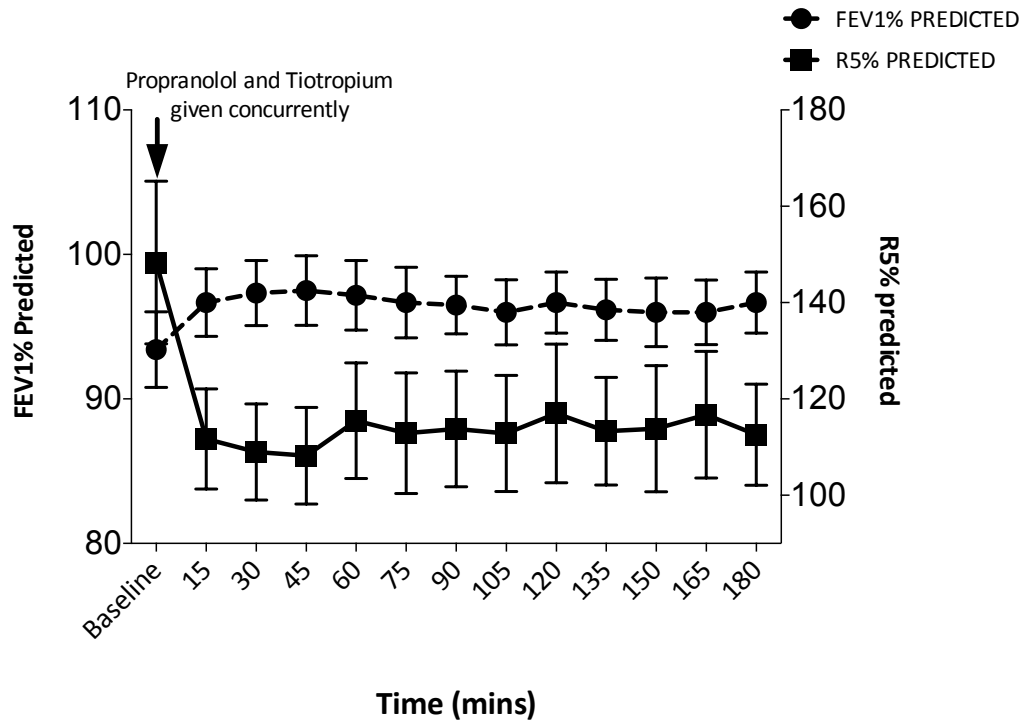 FEV1% PREDICTED
R5% PREDICTED
Propranolol and Tiotropium
given concurrently
110
100
90
80
FEV1% Predicted
180
160
140
120
100
R5% predicted
Baseline
15
30
45
60
75
90
105
120
135
150
165
180
Time (mins)